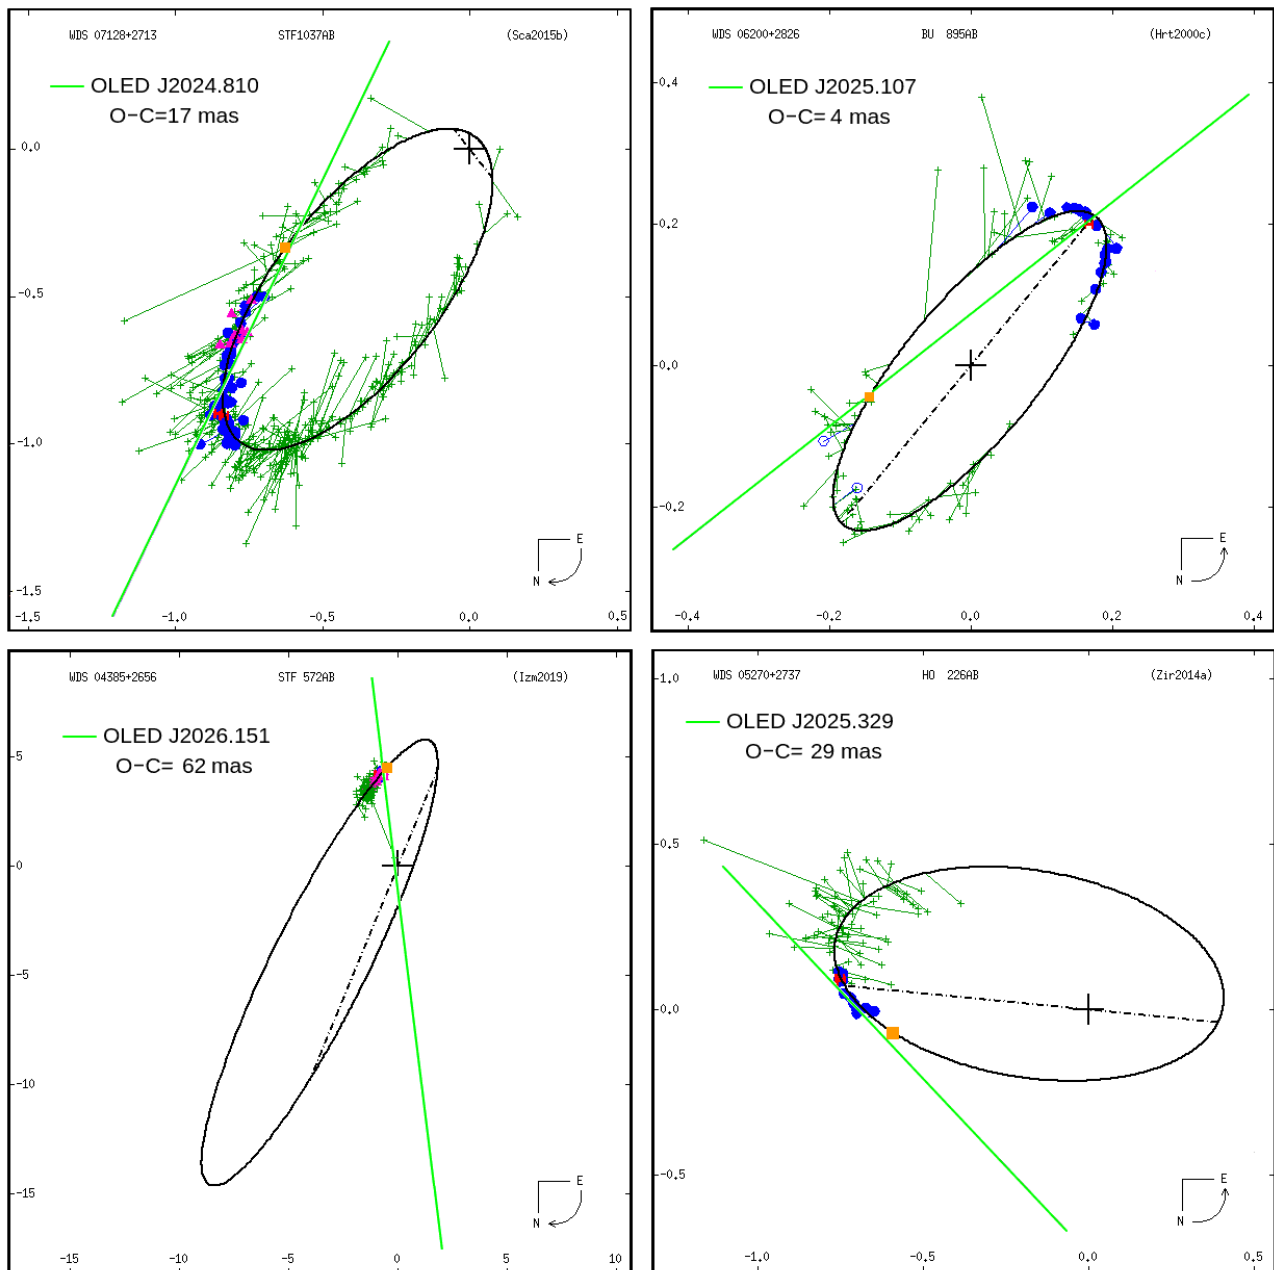 WDS 07128+2713 STF1037AB (Sca2015b)
OLED J2024.810
O−C=17 mas
0.0
−0.5
−1.0
−1.5
−1.5 −1.0 −0.5 0.0 0.5
E
N
WDS 06200+2826 BU 895AB (Hrt2000c)
OLED J2025.107
O−C= 4 mas
0.4
0.2
0.0
−0.2
−0.4 −0.2 0.0 0.2 0.4
E
N
WDS 04385+2656 STF 572AB (Izm2019)
OLED J2026.151
O−C= 62 mas
5
0
−5
−10
−15
−15 −10 −5 0 5 10
E
N
WDS 05270+2737 HO 226AB (Zir2014a)
OLED J2025.329
O−C= 29 mas
1.0
0.5
0.0
−0.5
−1.0 −0.5 0.0 0.5
E
N